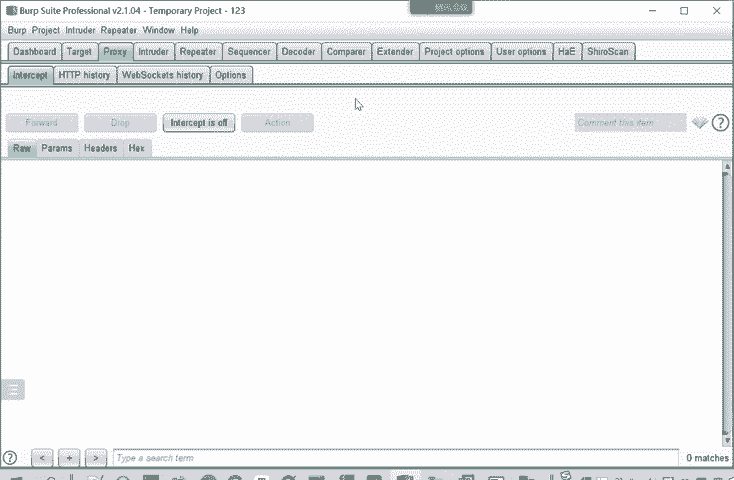 Burp Suite Professional v2.1.04 - Temporary Project - 123
Burp Project Intruder Repeater Window Help
Dashboard Target Proxy Intruder Repeater Sequencer Decoder Comparer Extender Project options User options HaE ShiroScan
Intercept HTTP history WebSockets history Options
Forward Drop Intercept is off Action Comment this item ?
Raw Params Headers Hex
? < + > Type a search term 0 matches